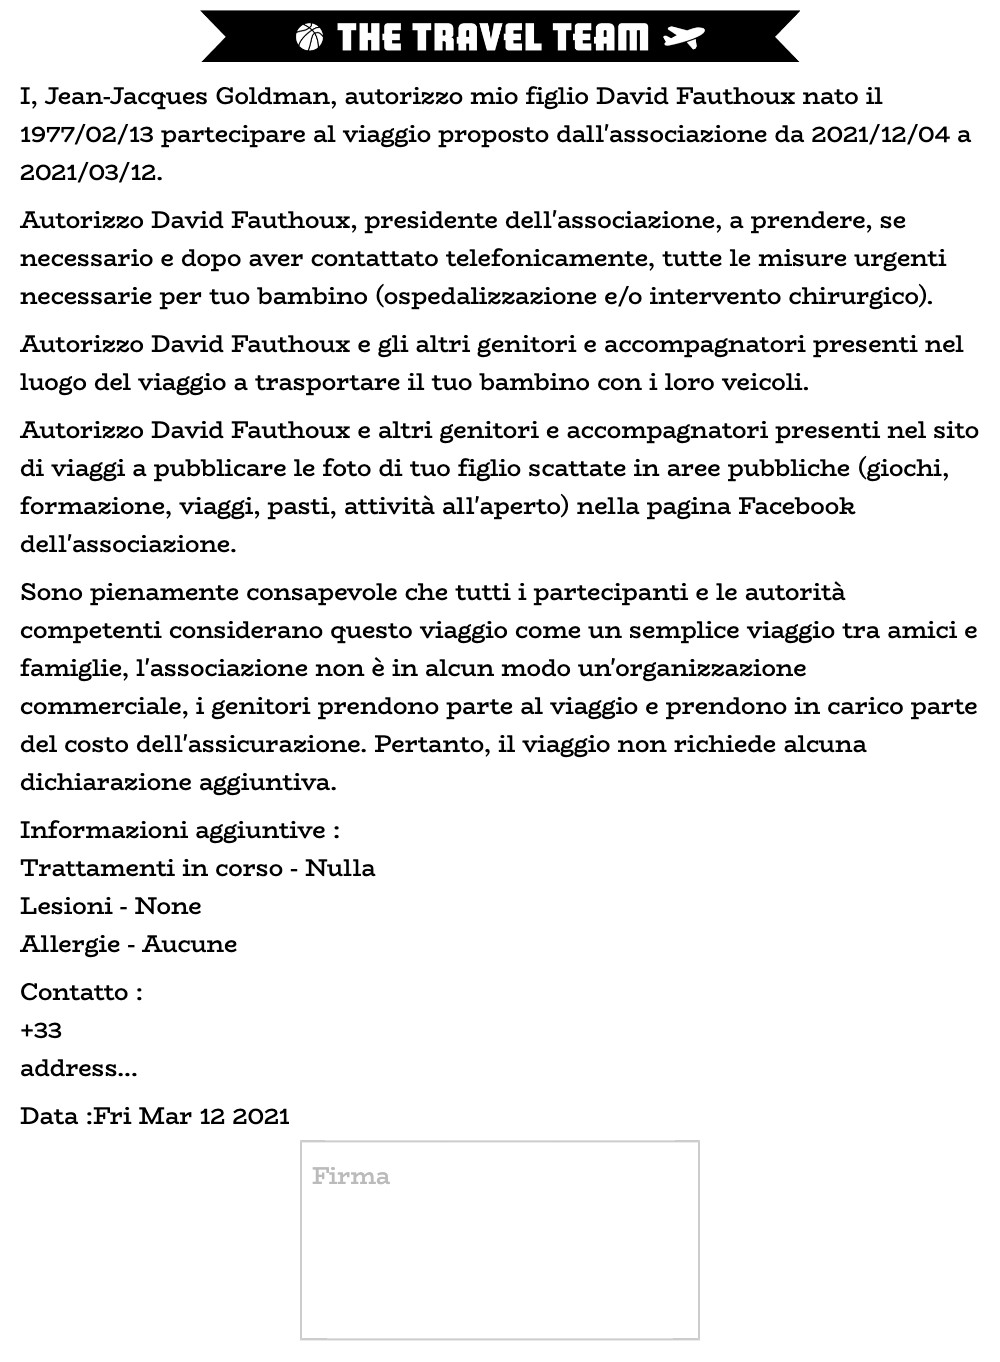 THE TRAVEL TEAM
I, Jean-Jacques Goldman, autorizzo mio figlio David Fauthoux nato il
1977/02/13 partecipare al viaggio proposto dall'associazione da 2021/12/04 a
2021/03/12.
Autorizzo David Fauthoux, presidente dell'associazione, a prendere, se
necessario e dopo aver contattato telefonicamente, tutte le misure urgenti
necessarie per tuo bambino (ospedalizzazione e/o intervento chirurgico).
Autorizzo David Fauthoux e gli altri genitori e accompagnatori presenti nel
luogo del viaggio a trasportare il tuo bambino con i loro veicoli.
Autorizzo David Fauthoux e altri genitori e accompagnatori presenti nel sito
di viaggi a pubblicare le foto di tuo figlio scattate in aree pubbliche (giochi,
formazione, viaggi, pasti, attività all'aperto) nella pagina Facebook
dell'associazione.
Sono pienamente consapevole che tutti i partecipanti e le autorità
competenti considerano questo viaggio come un semplice viaggio tra amici e
famiglie, l'associazione non è in alcun modo un'organizzazione
commerciale, i genitori prendono parte al viaggio e prendono in carico parte
del costo dell'assicurazione. Pertanto, il viaggio non richiede alcuna
dichiarazione aggiuntiva.
Informazioni aggiuntive :
Trattamenti in corso - Nulla
Lesioni - None
Allergie - Aucune
Contatto :
+33
address...
Data :Fri Mar 12 2021
Firma